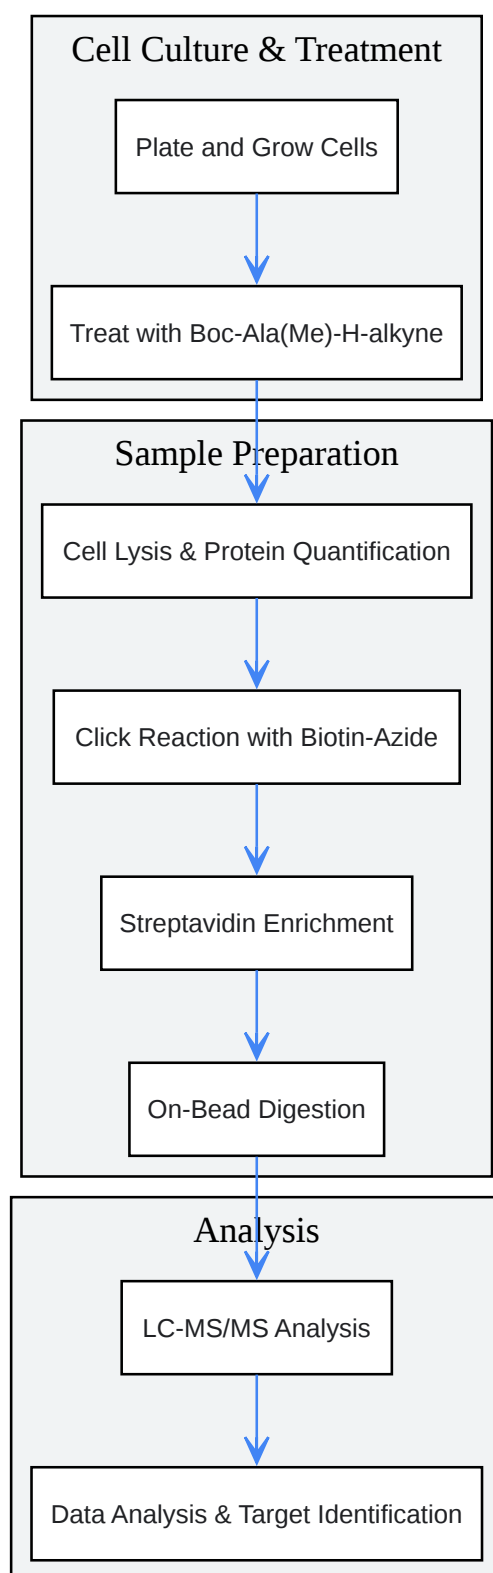 Cell Culture & Treatment
Plate and Grow Cells
Treat with Boc-Ala(Me)-H-alkyne
Sample Preparation
Cell Lysis & Protein Quantification
Click Reaction with Biotin-Azide
Streptavidin Enrichment
On-Bead Digestion
Analysis
LC-MS/MS Analysis
Data Analysis & Target Identification